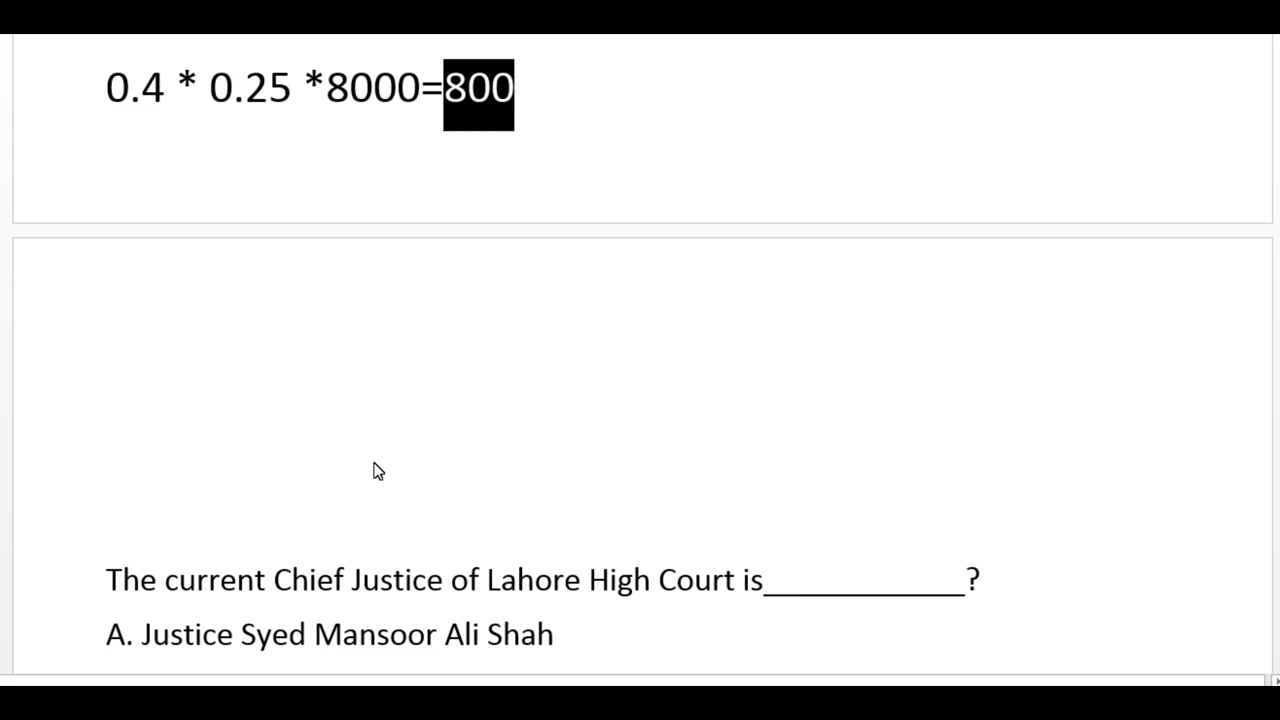 0.4 * 0.25 *8000=800
The current Chief Justice of Lahore High Court is_____________?
A. Justice Syed Mansoor Ali Shah